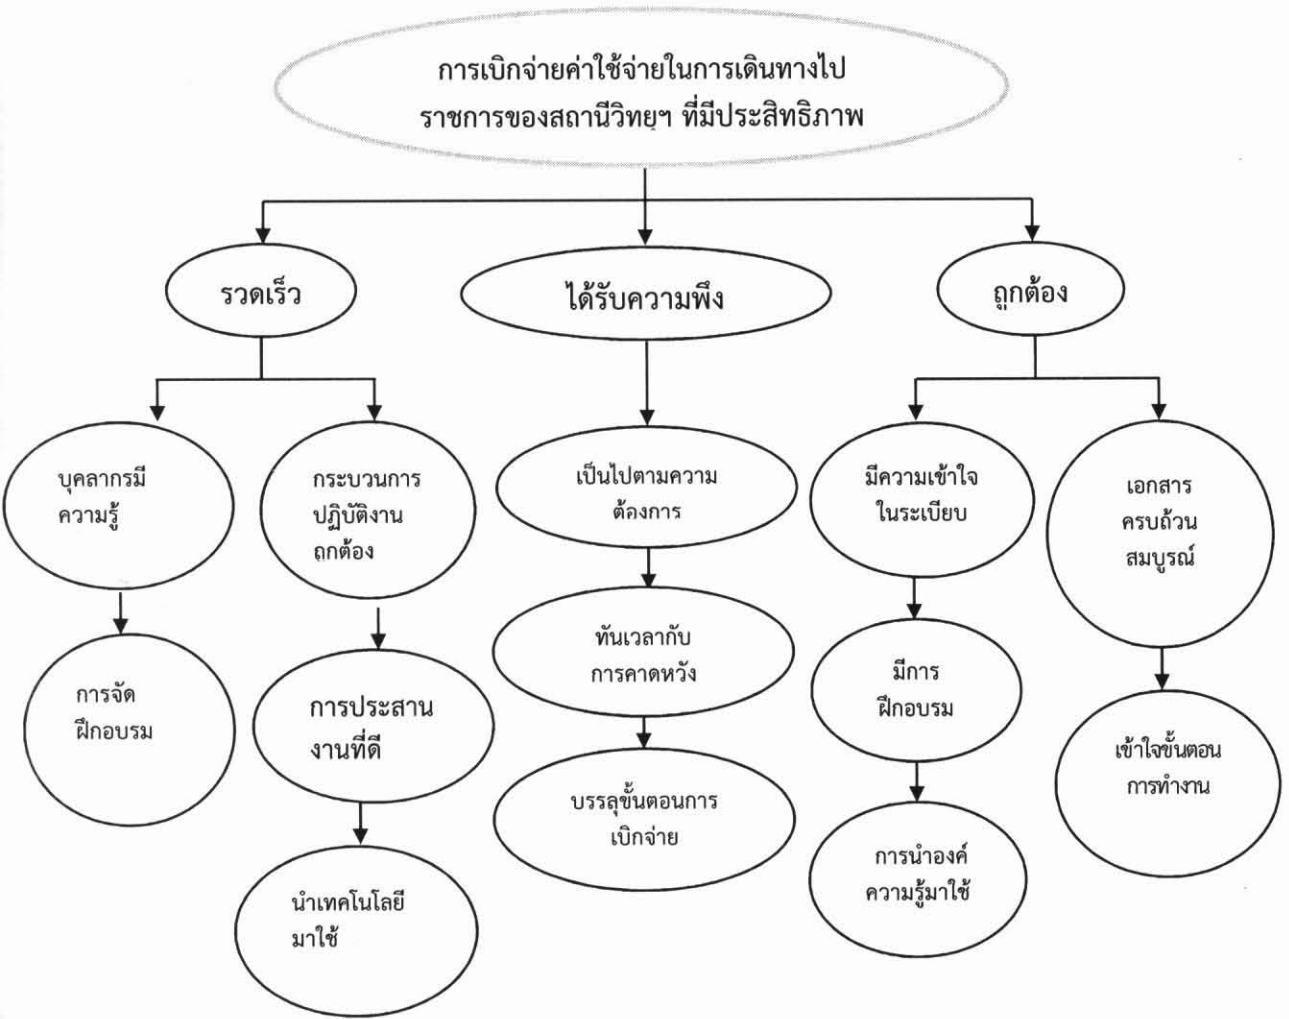 การเบิกจ่ายค่าใช้จ่ายในการเดินทางไป
ราชการของสถานีวิทยุฯ ที่มีประสิทธิภาพ
รวดเร็ว
ได้รับความพึง
ถูกต้อง
บุคลากรมี
ความรู้
กระบวนการ
ปฏิบัติงาน
ถูกต้อง
เป็นไปตามความ
ต้องการ
มีความเข้าใจ
ในระเบียบ
เอกสาร
ครบถ้วน
สมบูรณ์
การจัด
ฝึกอบรม
การประสาน
งานที่ดี
ทันเวลากับ
การคาดหวัง
มีการ
ฝึกอบรม
เข้าใจขั้นตอน
การทำงาน
นำเทคโนโลยี
มาใช้
บรรลุขั้นตอนการ
เบิกจ่าย
การนำองค์
ความรู้มาใช้